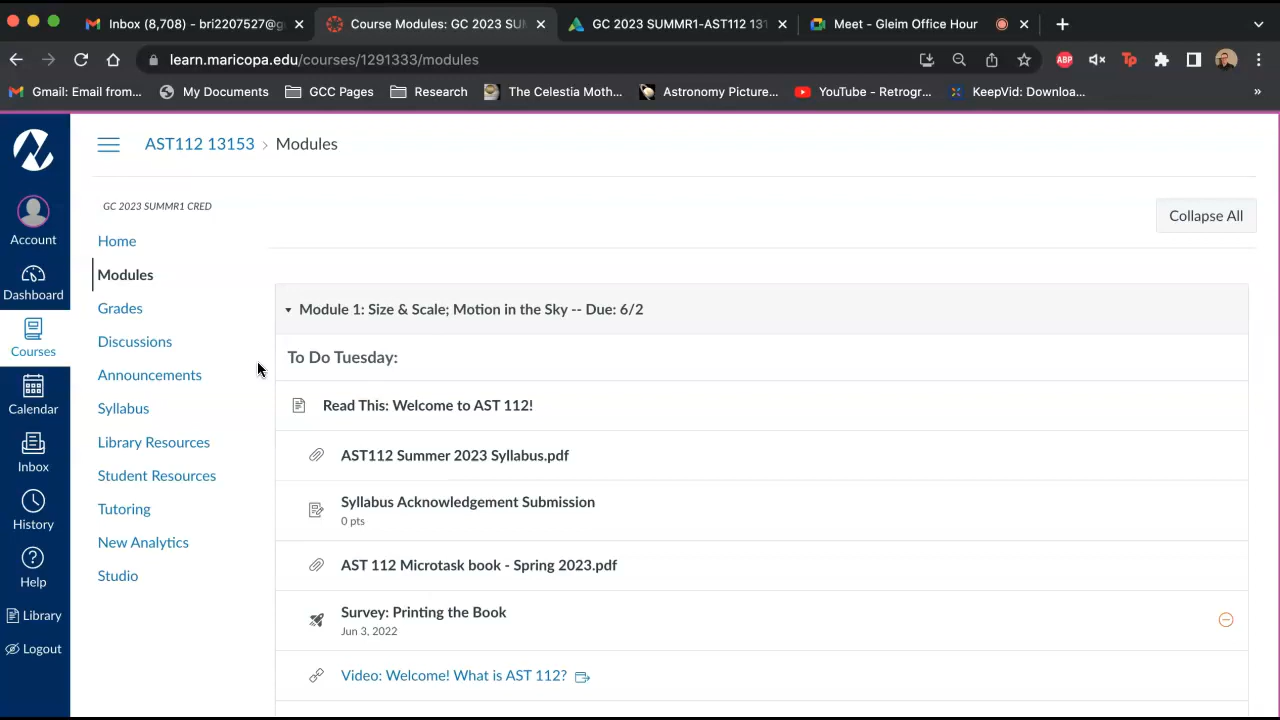 Inbox (8,708) - bri2207527@g
Course Modules: GC 2023 SUM
GC 2023 SUMMR1-AST112 131
Meet - Gleim Office Hour
learn.maricopa.edu/courses/1291333/modules
ABP
Tp
Gmail: Email from...
My Documents
GCC Pages
Research
The Celestia Moth...
Astronomy Picture...
YouTube - Retrogr...
KeepVid: Downloa...
»
AST112 13153 › Modules
GC 2023 SUMMR1 CRED
Collapse All
Home
Modules
Grades
Discussions
Announcements
Syllabus
Library Resources
Student Resources
Tutoring
New Analytics
Studio
Account
Dashboard
Courses
Calendar
Inbox
History
Help
Library
Logout
Module 1: Size & Scale; Motion in the Sky -- Due: 6/2
To Do Tuesday:
Read This: Welcome to AST 112!
AST112 Summer 2023 Syllabus.pdf
Syllabus Acknowledgement Submission
0 pts
AST 112 Microtask book - Spring 2023.pdf
Survey: Printing the Book
Jun 3, 2022
Video: Welcome! What is AST 112?